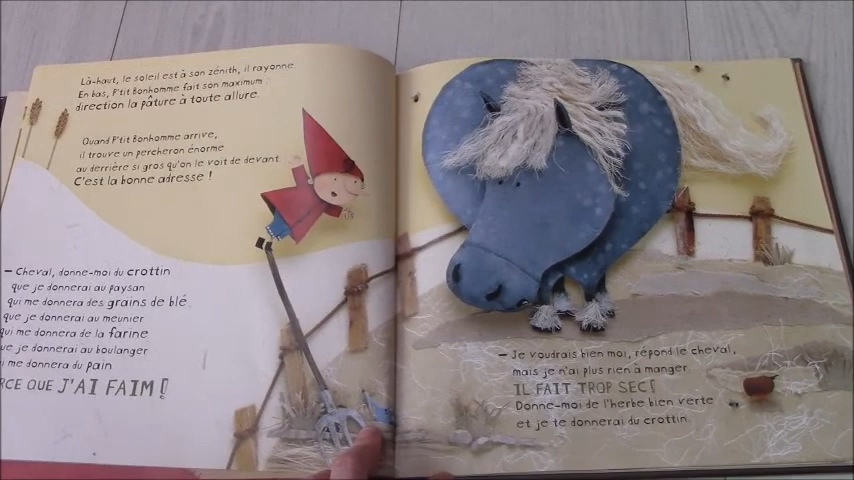 Là-haut, le soleil est à son zénith, il rayonne.
En bas, P'tit Bonhomme fait son maximum :
direction la pâture à toute allure.
Quand P'tit Bonhomme arrive,
il trouve un percheron énorme
au derrière si gros qu'on le voit de devant.
C'est la bonne adresse !
— Cheval, donne-moi du crottin
que je donnerai au paysan
qui me donnera des grains de blé
que je donnerai au meunier
qui me donnera de la farine
que je donnerai au boulanger
me donnera du pain
RCE QUE J'AI FAIM !
— Je voudrais bien moi, répond le cheval,
mais je n'ai plus rien à manger.
IL FAIT TROP SEC !
Donne-moi de l'herbe bien verte
et je te donnerai du crottin.